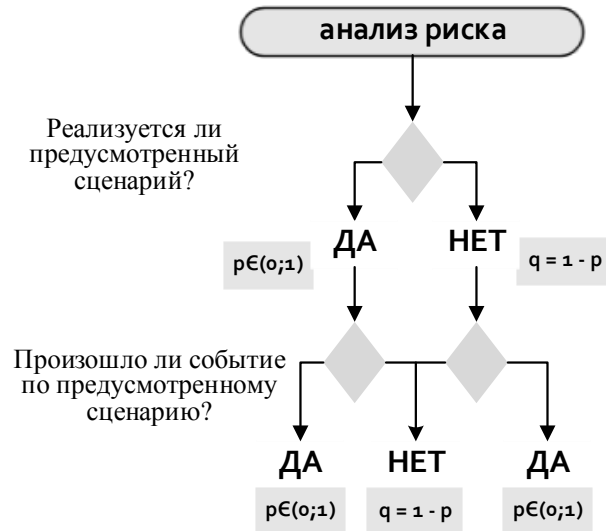 анализ риска
Реализуется ли
предусмотренный
сценарий?
ДА
НЕТ
p∈(0;1)
q = 1 - p
Произошло ли событие
по предусмотренному
сценарию?
ДА
НЕТ
ДА
p∈(0;1)
q = 1 - p
p∈(0;1)